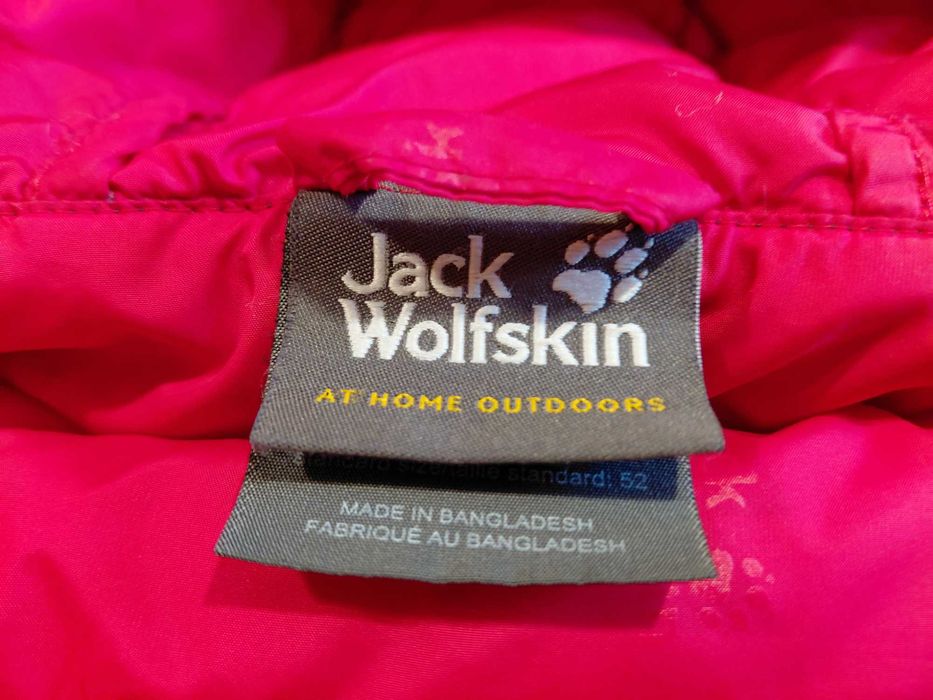 Jack
Wolfskin
AT HOME OUTDOORS
standard: 52
MADE IN BANGLADESH
FABRIQUÉ AU BANGLADESH